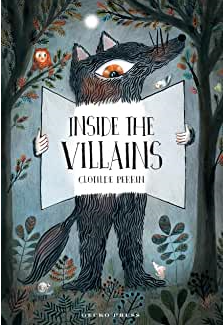 INSIDE THE
VILLAINS
CLOTILDE PERRIN
GECKO PRESS